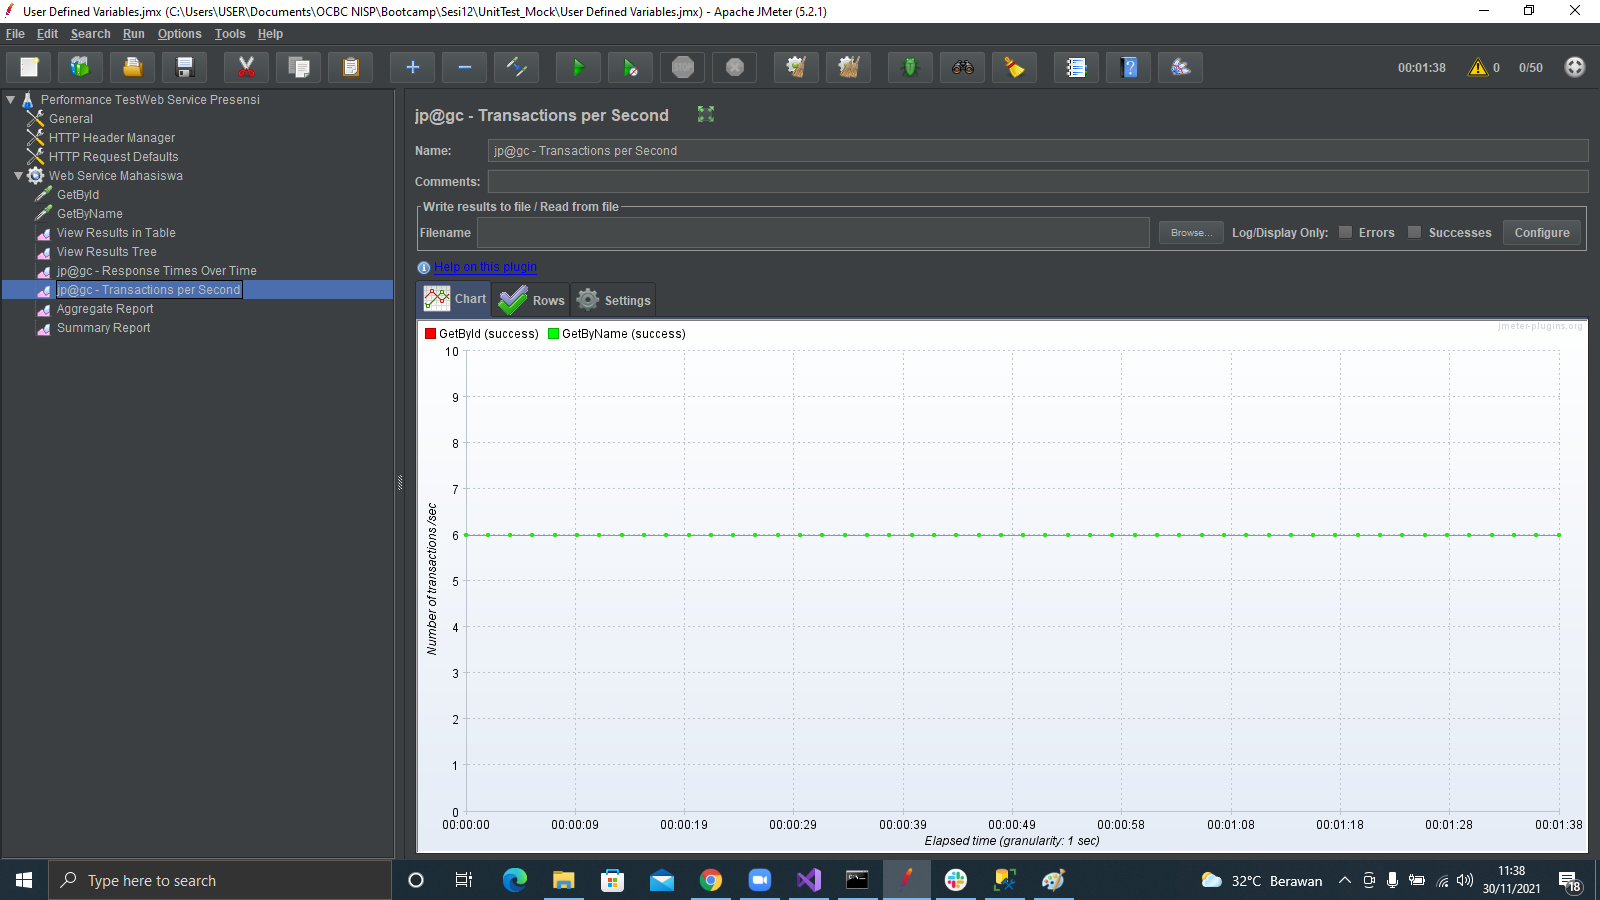 User Defined Variables.jmx (C:\Users\USER\Documents\OCBC NISP\Bootcamp\Sesi12\UnitTest_Mock\User Defined Variables.jmx) - Apache JMeter (5.2.1)
File Edit Search Run Options Tools Help
STOP
00:01:38 0 0/50
Performance TestWeb Service Presensi
General
HTTP Header Manager
HTTP Request Defaults
Web Service Mahasiswa
GetById
GetByName
View Results in Table
View Results Tree
jp@gc - Response Times Over Time
jp@gc - Transactions per Second
Aggregate Report
Summary Report
jp@gc - Transactions per Second
Name: jp@gc - Transactions per Second
Comments:
Write results to file / Read from file
Filename Browse... Log/Display Only: Errors Successes Configure
Help on this plugin
Chart Rows Settings
jmeter-plugins.org
GetById (success) GetByName (success)
10
9
8
7
6
5
4
3
2
1
0
Number of transactions /sec
00:00:00 00:00:09 00:00:19 00:00:29 00:00:39 00:00:49 00:00:58 00:01:08 00:01:18 00:01:28 00:01:38
Elapsed time (granularity: 1 sec)
Type here to search
32°C Berawan
11:38
30/11/2021
18